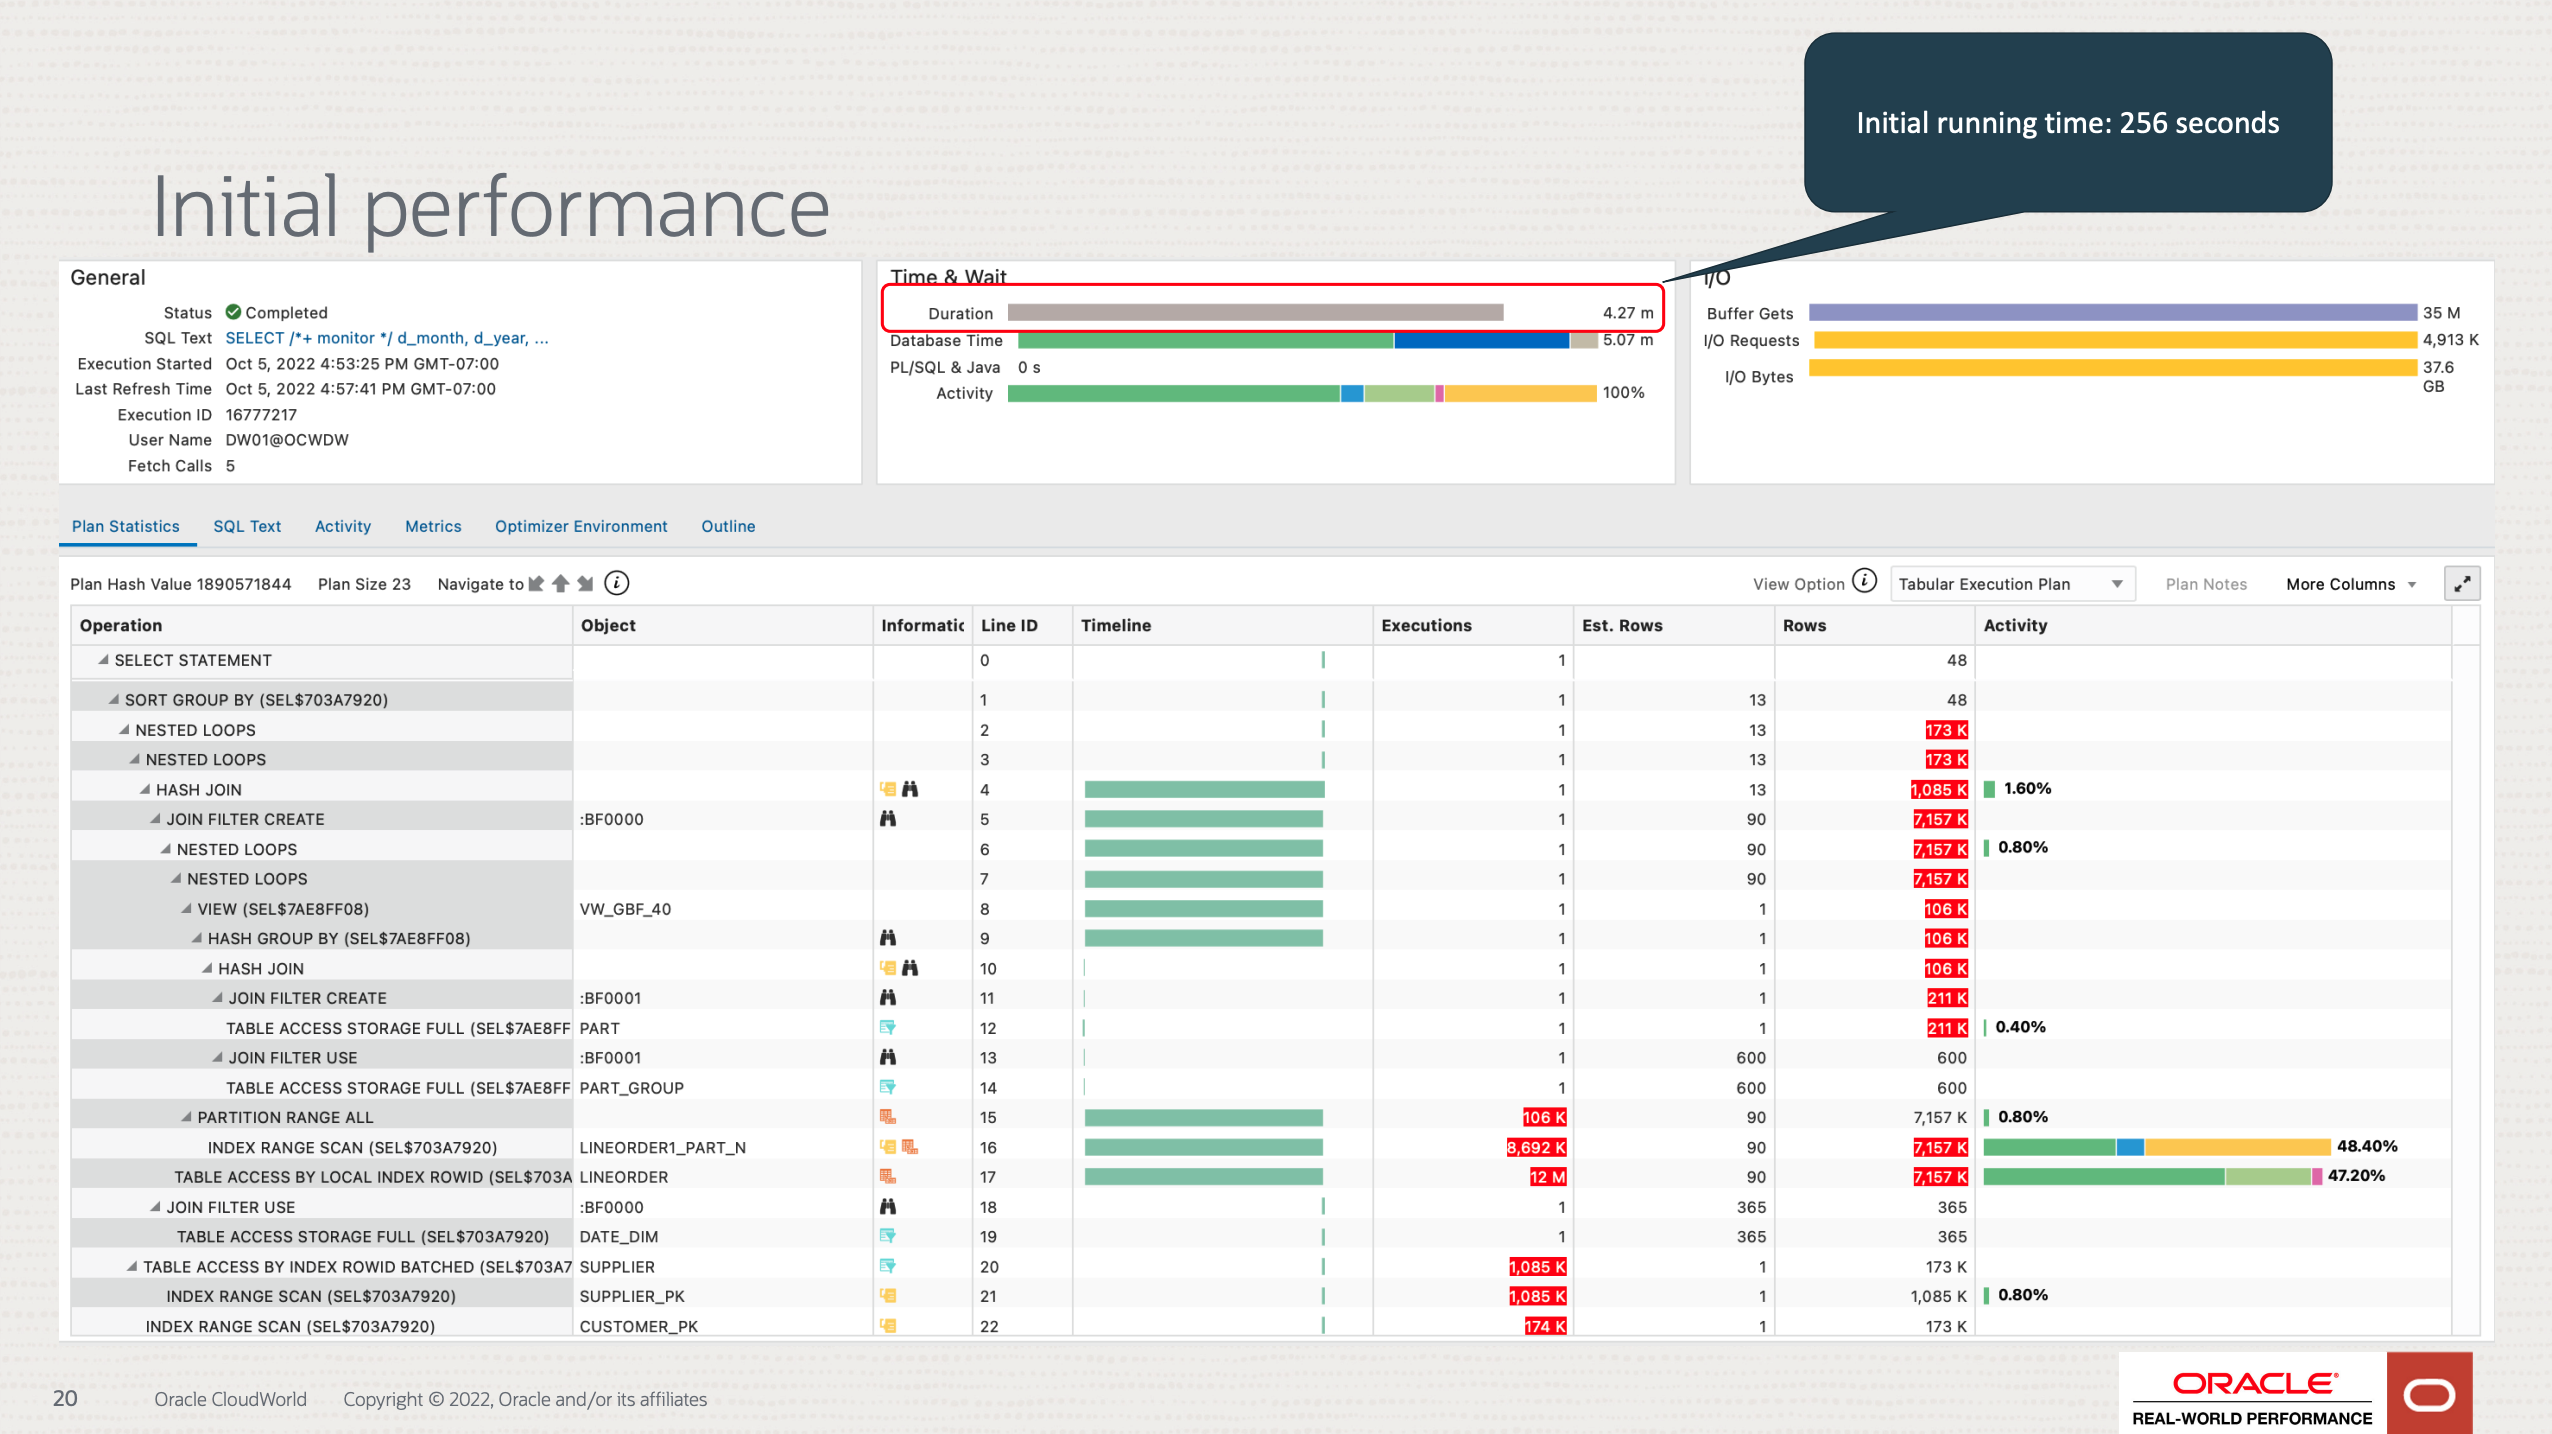 Initial running time: 256 seconds
Initial performance
General
Status Completed
SQL Text SELECT /*+ monitor */ d_month, d_year, ...
Execution Started Oct 5, 2022 4:53:25 PM GMT-07:00
Last Refresh Time Oct 5, 2022 4:57:41 PM GMT-07:00
Execution ID 16777217
User Name DW01@OCWDW
Fetch Calls 5
Time & Wait
Duration 4.27 m
Database Time 5.07 m
PL/SQL & Java 0 s
Activity 100%
I/O
Buffer Gets 35 M
I/O Requests 4,913 K
I/O Bytes 37.6
GB
Plan Statistics SQL Text Activity Metrics Optimizer Environment Outline
Plan Hash Value 1890571844 Plan Size 23 Navigate to i View Option i Tabular Execution Plan Plan Notes More Columns
Operation Object Informatic Line ID Timeline Executions Est. Rows Rows Activity
SELECT STATEMENT 0 1 48
SORT GROUP BY (SEL$703A7920) 1 1 13 48
NESTED LOOPS 2 1 13 173 K
NESTED LOOPS 3 1 13 173 K
HASH JOIN 4 1 13 1,085 K 1.60%
JOIN FILTER CREATE :BF0000 5 1 90 7,157 K
NESTED LOOPS 6 1 90 7,157 K 0.80%
NESTED LOOPS 7 1 90 7,157 K
VIEW (SEL$7AE8FF08) VW_GBF_40 8 1 1 106 K
HASH GROUP BY (SEL$7AE8FF08) 9 1 1 106 K
HASH JOIN 10 1 1 106 K
JOIN FILTER CREATE :BF0001 11 1 1 211 K
TABLE ACCESS STORAGE FULL (SEL$7AE8FF PART 12 1 1 211 K 0.40%
JOIN FILTER USE :BF0001 13 1 600 600
TABLE ACCESS STORAGE FULL (SEL$7AE8FF PART_GROUP 14 1 600 600
PARTITION RANGE ALL 15 106 K 90 7,157 K 0.80%
INDEX RANGE SCAN (SEL$703A7920) LINEORDER1_PART_N 16 8,692 K 90 7,157 K 48.40%
TABLE ACCESS BY LOCAL INDEX ROWID (SEL$703A LINEORDER 17 12 M 90 7,157 K 47.20%
JOIN FILTER USE :BF0000 18 1 365 365
TABLE ACCESS STORAGE FULL (SEL$703A7920) DATE_DIM 19 1 365 365
TABLE ACCESS BY INDEX ROWID BATCHED (SEL$703A7 SUPPLIER 20 1,085 K 1 173 K
INDEX RANGE SCAN (SEL$703A7920) SUPPLIER_PK 21 1,085 K 1 1,085 K 0.80%
INDEX RANGE SCAN (SEL$703A7920) CUSTOMER_PK 22 174 K 1 173 K
20 Oracle CloudWorld Copyright © 2022, Oracle and/or its affiliates
ORACLE®
REAL-WORLD PERFORMANCE